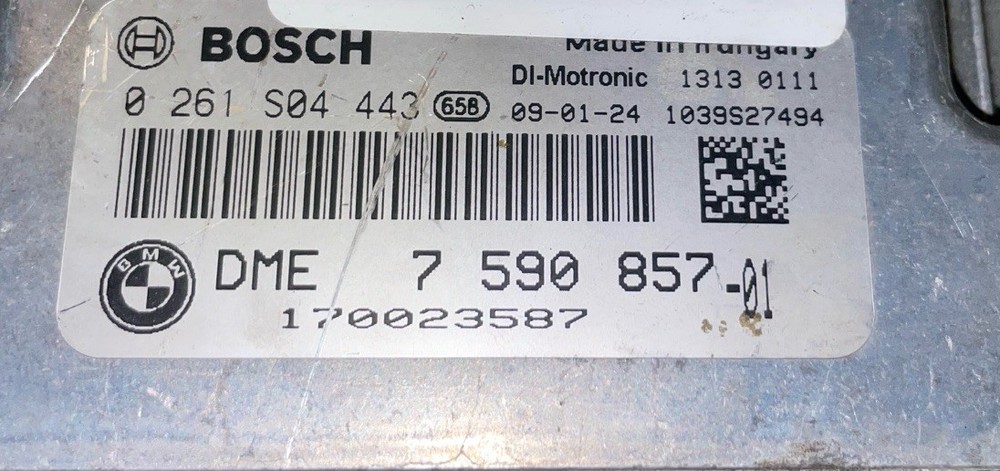 BOSCH
Made in Hungary
DI-Motronic 1313 0111
0 261 S04 443 65B 09-01-24 1039S27494
BMW
DME 7 590 857-01
170023587